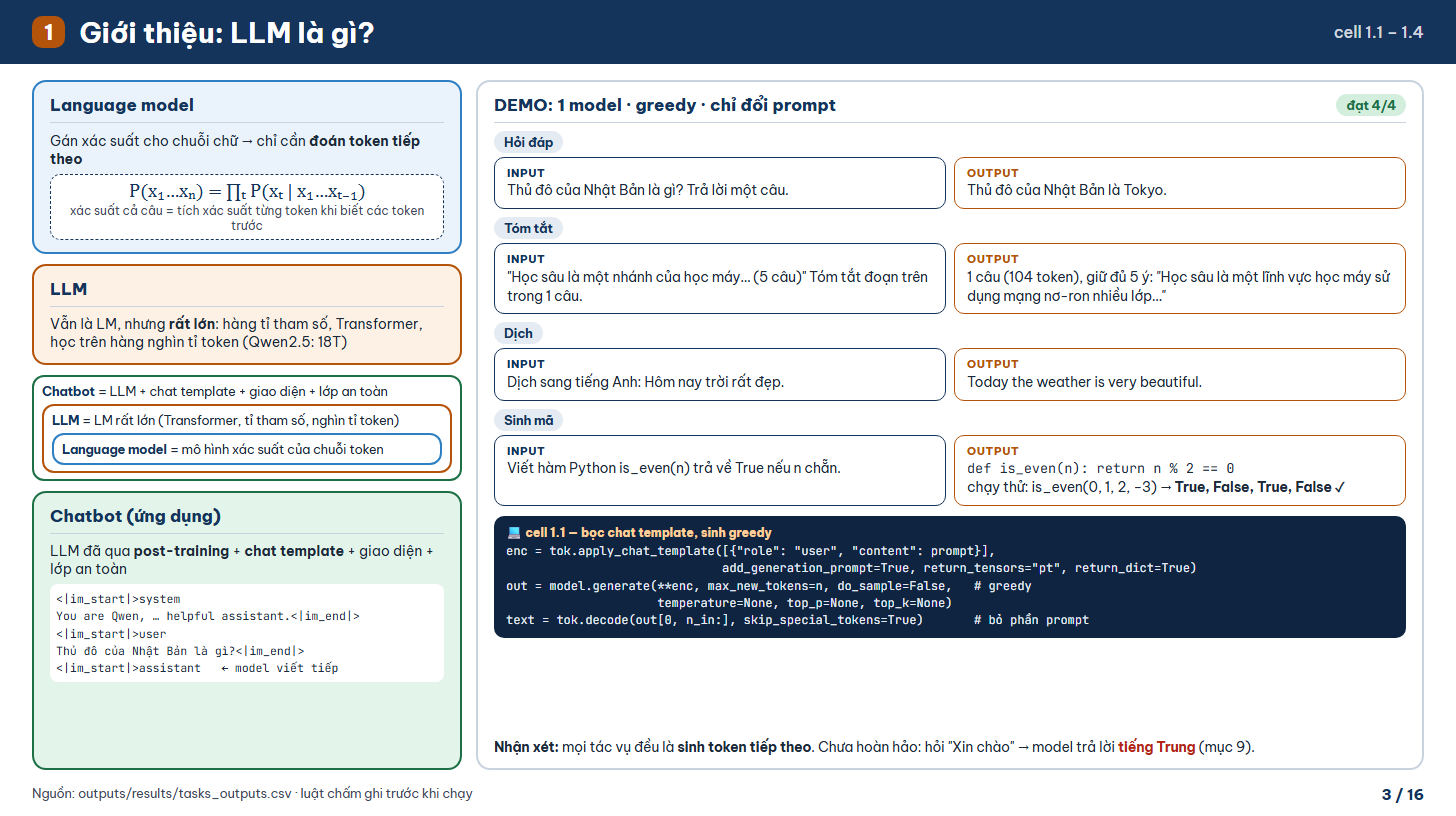 1 Giới thiệu: LLM là gì?
cell 1.1 – 1.4
Language model
Gán xác suất cho chuỗi chữ → chỉ cần đoán token tiếp
theo
P(x₁…xₙ) = ∏ₜ P(xₜ | x₁…xₜ₋₁)
xác suất cả câu = tích xác suất từng token khi biết các token
trước
LLM
Vẫn là LM, nhưng rất lớn: hàng tỉ tham số, Transformer,
học trên hàng nghìn tỉ token (Qwen2.5: 18T)
Chatbot = LLM + chat template + giao diện + lớp an toàn
LLM = LM rất lớn (Transformer, tỉ tham số, nghìn tỉ token)
Language model = mô hình xác suất của chuỗi token
Chatbot (ứng dụng)
LLM đã qua post-training + chat template + giao diện +
lớp an toàn
<|im_start|>system
You are Qwen, … helpful assistant.<|im_end|>
<|im_start|>user
Thủ đô của Nhật Bản là gì?<|im_end|>
<|im_start|>assistant ← model viết tiếp
DEMO: 1 model · greedy · chỉ đổi prompt
đạt 4/4
Hỏi đáp
INPUT
Thủ đô của Nhật Bản là gì? Trả lời một câu.
OUTPUT
Thủ đô của Nhật Bản là Tokyo.
Tóm tắt
INPUT
"Học sâu là một nhánh của học máy… (5 câu)" Tóm tắt đoạn trên
trong 1 câu.
OUTPUT
1 câu (104 token), giữ đủ 5 ý: "Học sâu là một lĩnh vực học máy sử
dụng mạng nơ-ron nhiều lớp…"
Dịch
INPUT
Dịch sang tiếng Anh: Hôm nay trời rất đẹp.
OUTPUT
Today the weather is very beautiful.
Sinh mã
INPUT
Viết hàm Python is_even(n) trả về True nếu n chẵn.
OUTPUT
def is_even(n): return n % 2 == 0
chạy thử: is_even(0, 1, 2, −3) → True, False, True, False ✓
💻 cell 1.1 — bọc chat template, sinh greedy
enc = tok.apply_chat_template([{"role": "user", "content": prompt}],
add_generation_prompt=True, return_tensors="pt", return_dict=True)
out = model.generate(**enc, max_new_tokens=n, do_sample=False, # greedy
temperature=None, top_p=None, top_k=None)
text = tok.decode(out[0, n_in:], skip_special_tokens=True) # bỏ phần prompt
Nhận xét: mọi tác vụ đều là sinh token tiếp theo. Chưa hoàn hảo: hỏi "Xin chào" → model trả lời tiếng Trung (mục 9).
Nguồn: outputs/results/tasks_outputs.csv · luật chấm ghi trước khi chạy
3 / 16